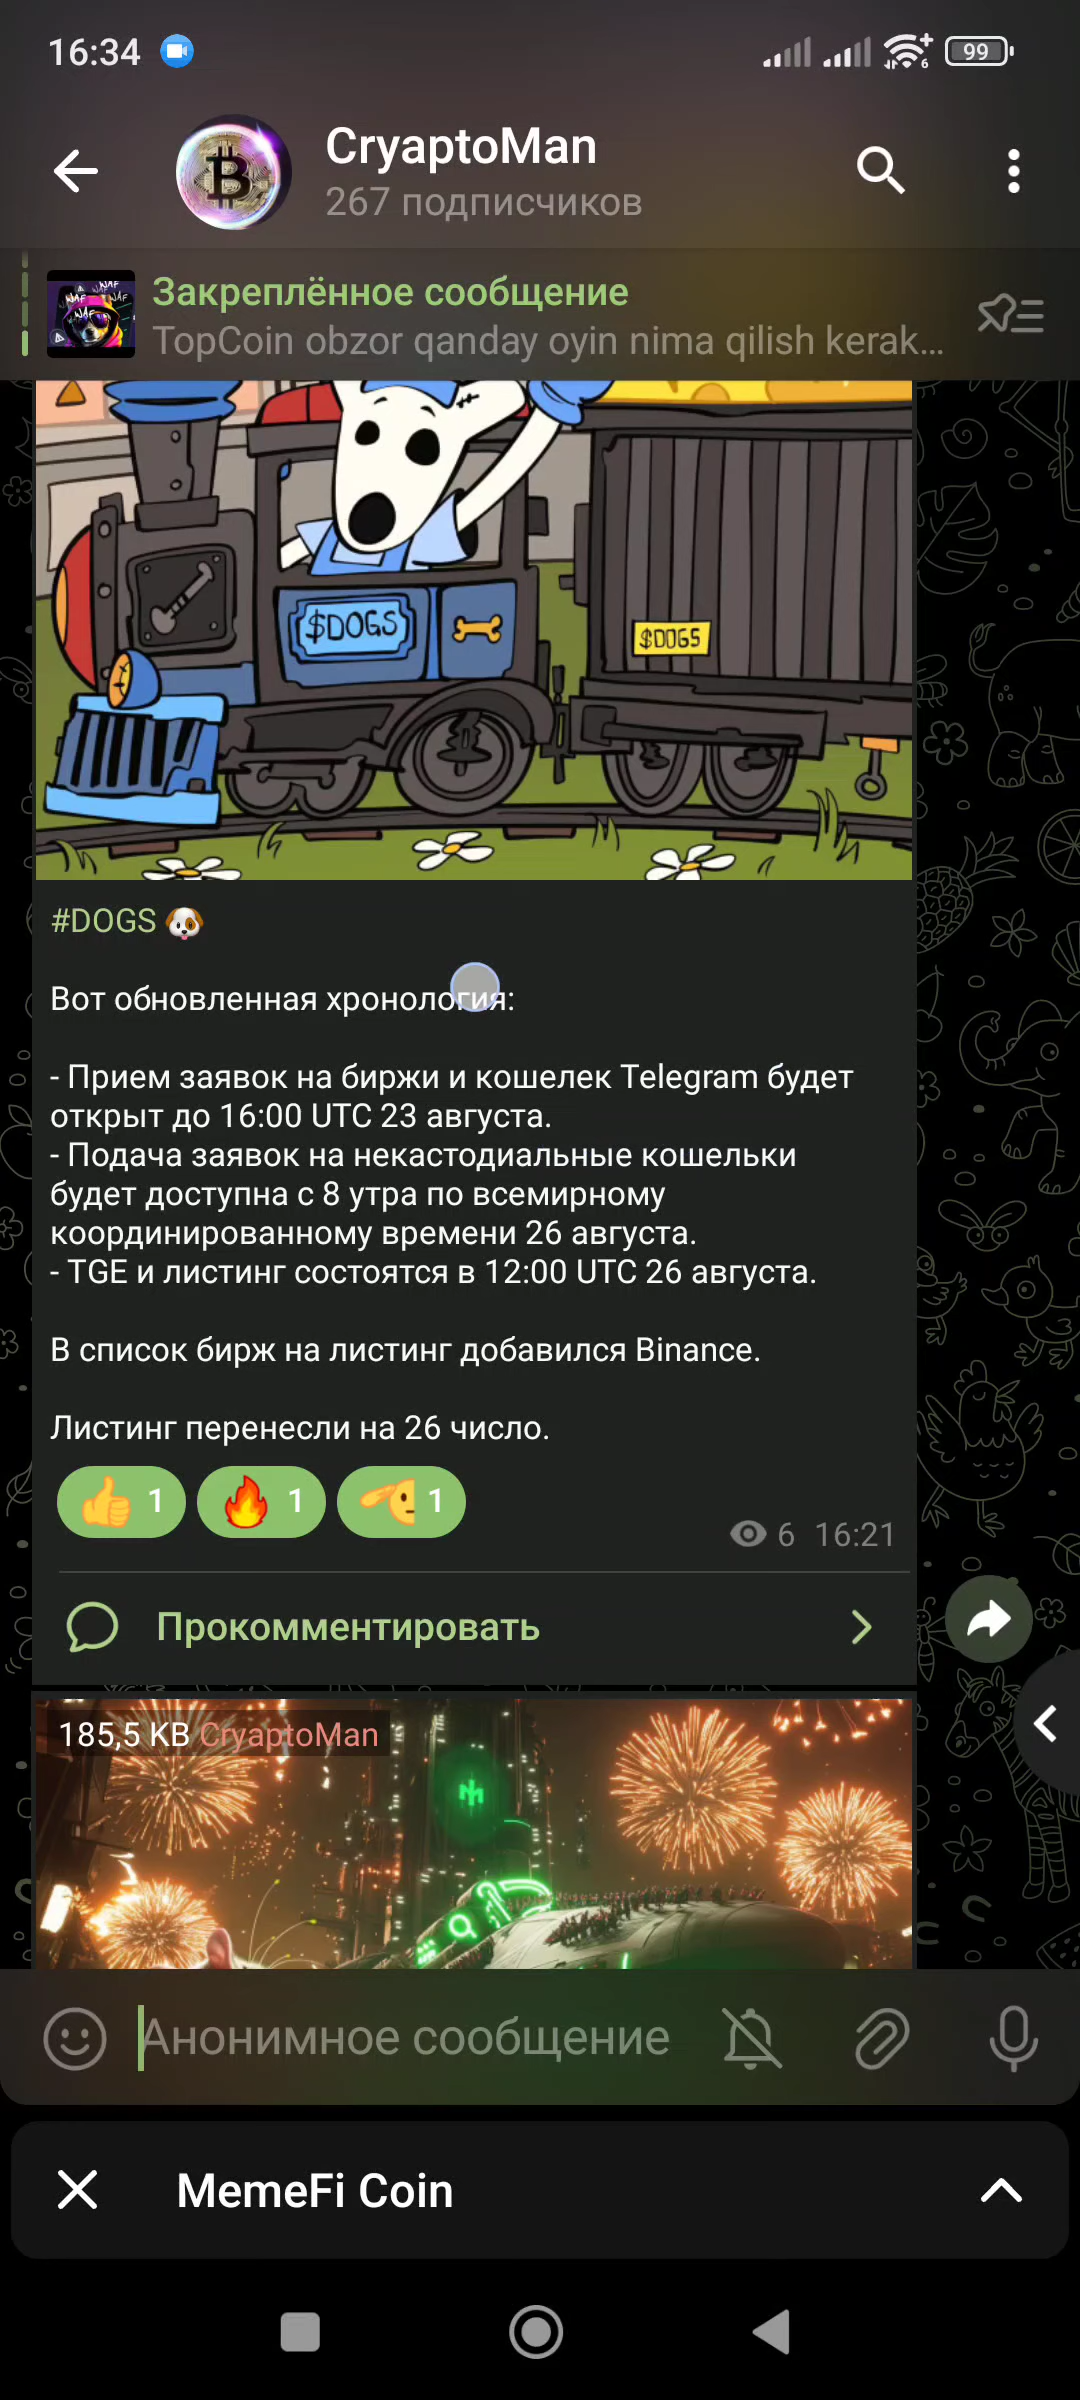 16:34
99
CryaptoMan
267 подписчиков
Закреплённое сообщение
TopCoin obzor qanday oyin nima qilish kerak...
$DOGS
$DOGS
#DOGS
Вот обновленная хронология:
- Прием заявок на биржи и кошелек Telegram будет
открыт до 16:00 UTC 23 августа.
- Подача заявок на некастодиальные кошельки
будет доступна с 8 утра по всемирному
координированному времени 26 августа.
- TGE и листинг состоятся в 12:00 UTC 26 августа.
В список бирж на листинг добавился Binance.
Листинг перенесли на 26 число.
1 1 1
6 16:21
Прокомментировать
185,5 KB CryaptoMan
Анонимное сообщение
MemeFi Coin